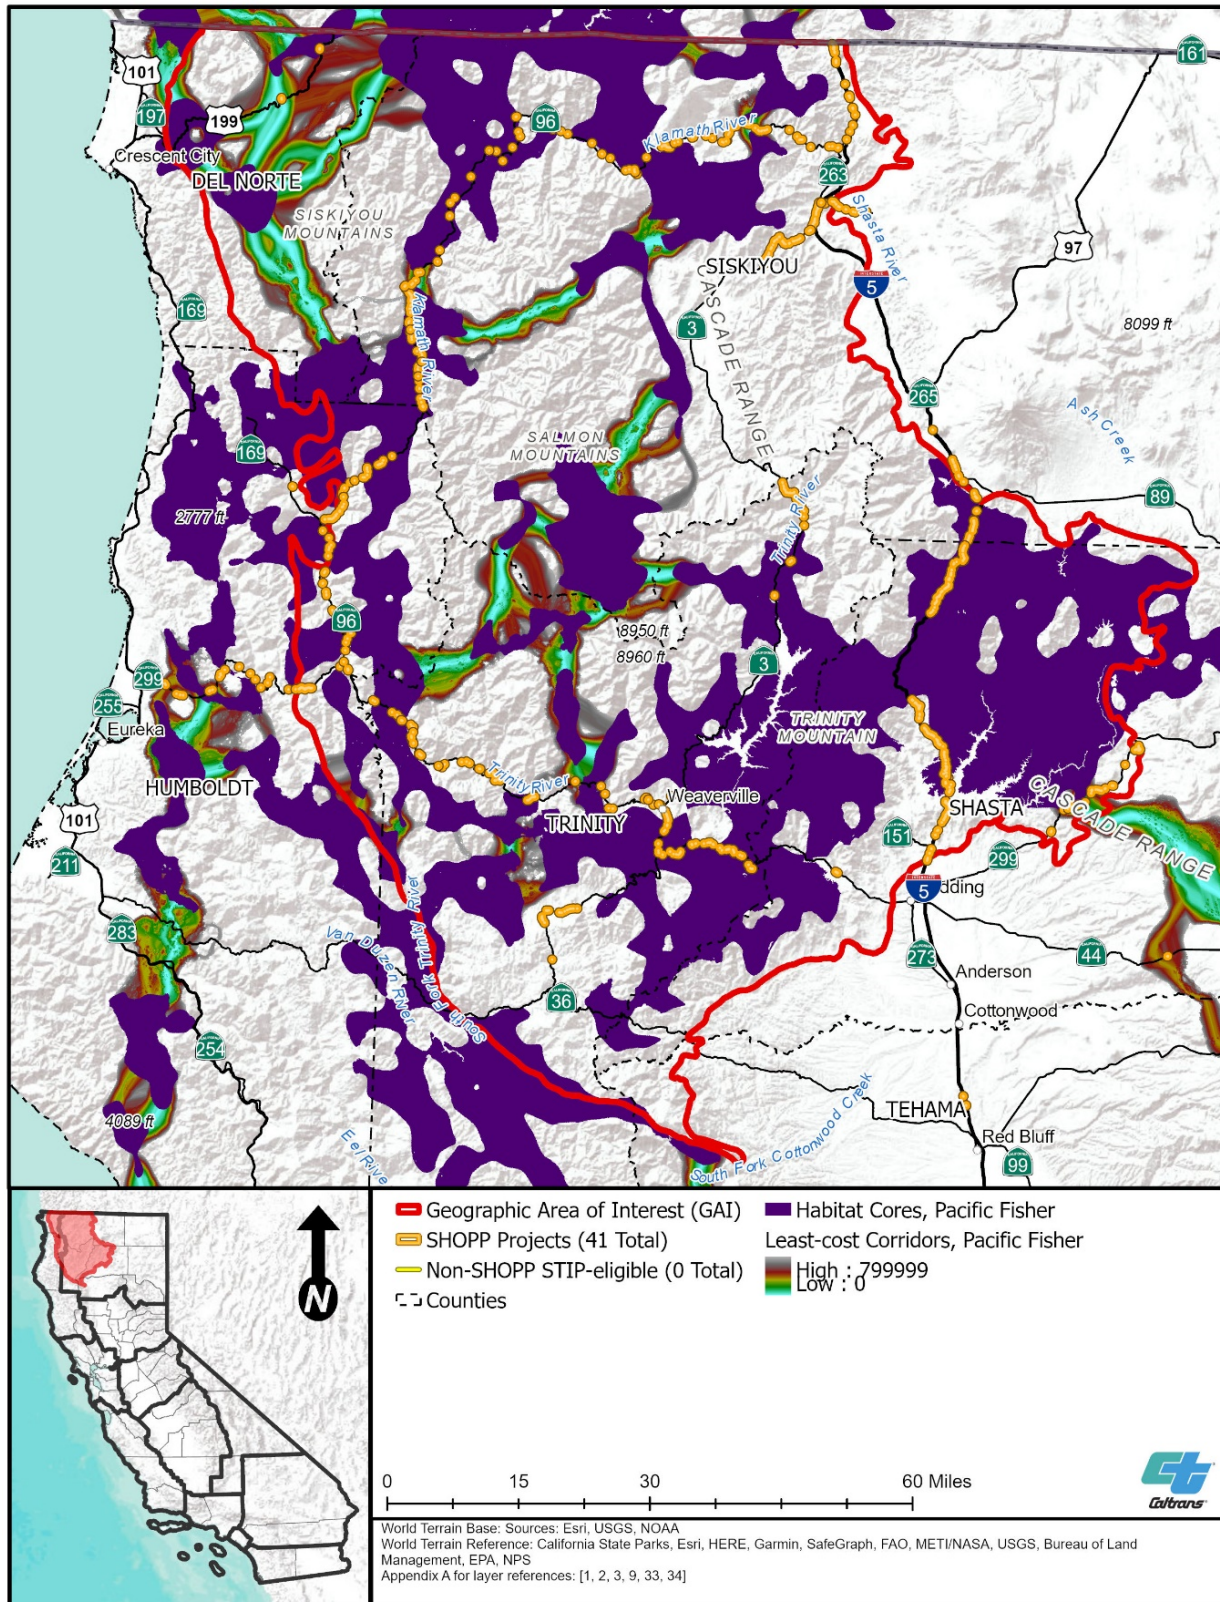 161
101
197
199
96
Klamath River
Crescent City
DEL NORTE
263
SISKIYOU
MOUNTAINS
Shasta River
97
SISKIYOU
5
169
Klamath River
3
CASCADE RANGE
8099 ft
265
Ash Creek
169
SALMON
MOUNTAINS
89
2777 ft
Trinity River
96
8950 ft
8960 ft
3
299
255
Eureka
TRINITY
MOUNTAIN
HUMBOLDT
Trinity River
Weaverville
TRINITY
SHASTA
CASCADE RANGE
101
211
151
299
5
dding
283
Van Duzen River
South Fork Trinity River
273
44
Anderson
36
Cottonwood
254
4089 ft
TEHAMA
Eel Rive
South Fork Cottonwood Creek
Red Bluff
99
N
Geographic Area of Interest (GAI)
SHOPP Projects (41 Total)
Non-SHOPP STIP-eligible (0 Total)
Counties
Habitat Cores, Pacific Fisher
Least-cost Corridors, Pacific Fisher
High : 799999
Low : 0
0 15 30 60 Miles
Caltrans
World Terrain Base: Sources: Esri, USGS, NOAA
World Terrain Reference: California State Parks, Esri, HERE, Garmin, SafeGraph, FAO, METI/NASA, USGS, Bureau of Land
Management, EPA, NPS
Appendix A for layer references: [1, 2, 3, 9, 33, 34]